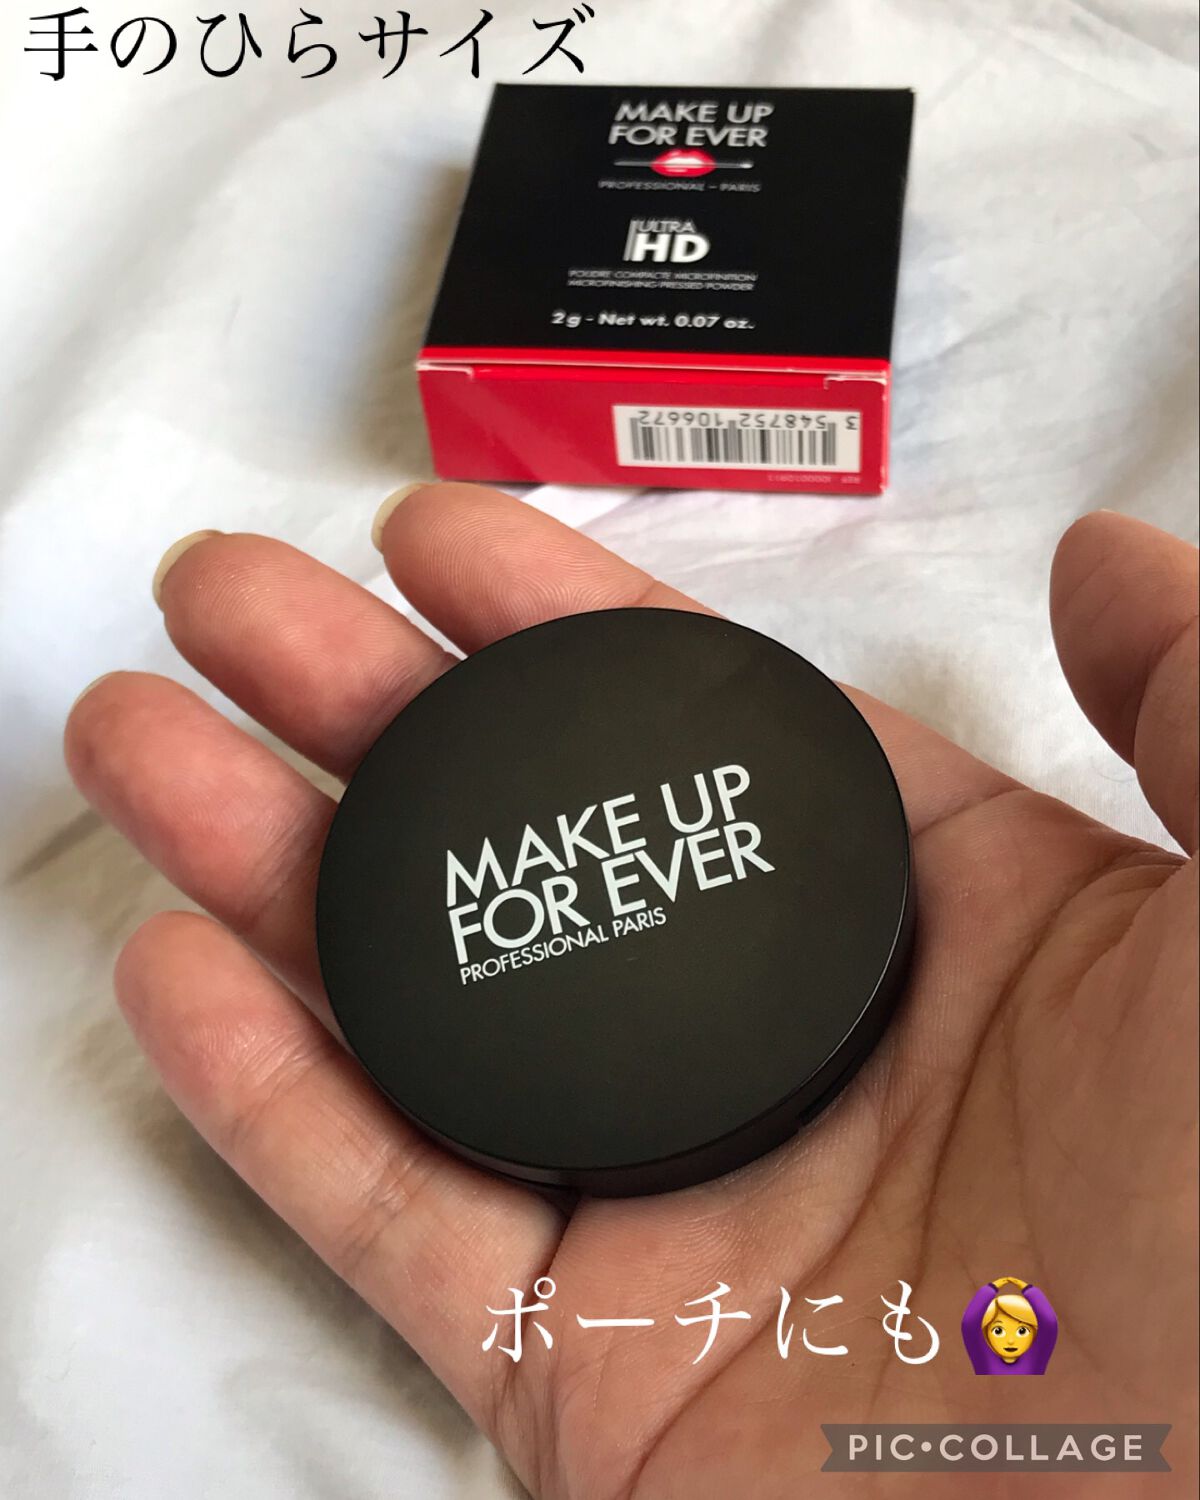 手のひらサイズ
MAKE UP
FOR EVER
PROFESSIONAL – PARIS
ULTRA
HD
POUDRE COMPACTE MICROFINITION
MICROFINISHING PRESSED POWDER
2g - Net wt. 0.07 oz.
3 548752 106672
MAKE UP
FOR EVER
PROFESSIONAL PARIS
ポーチにも🙆
PIC•COLLAGE